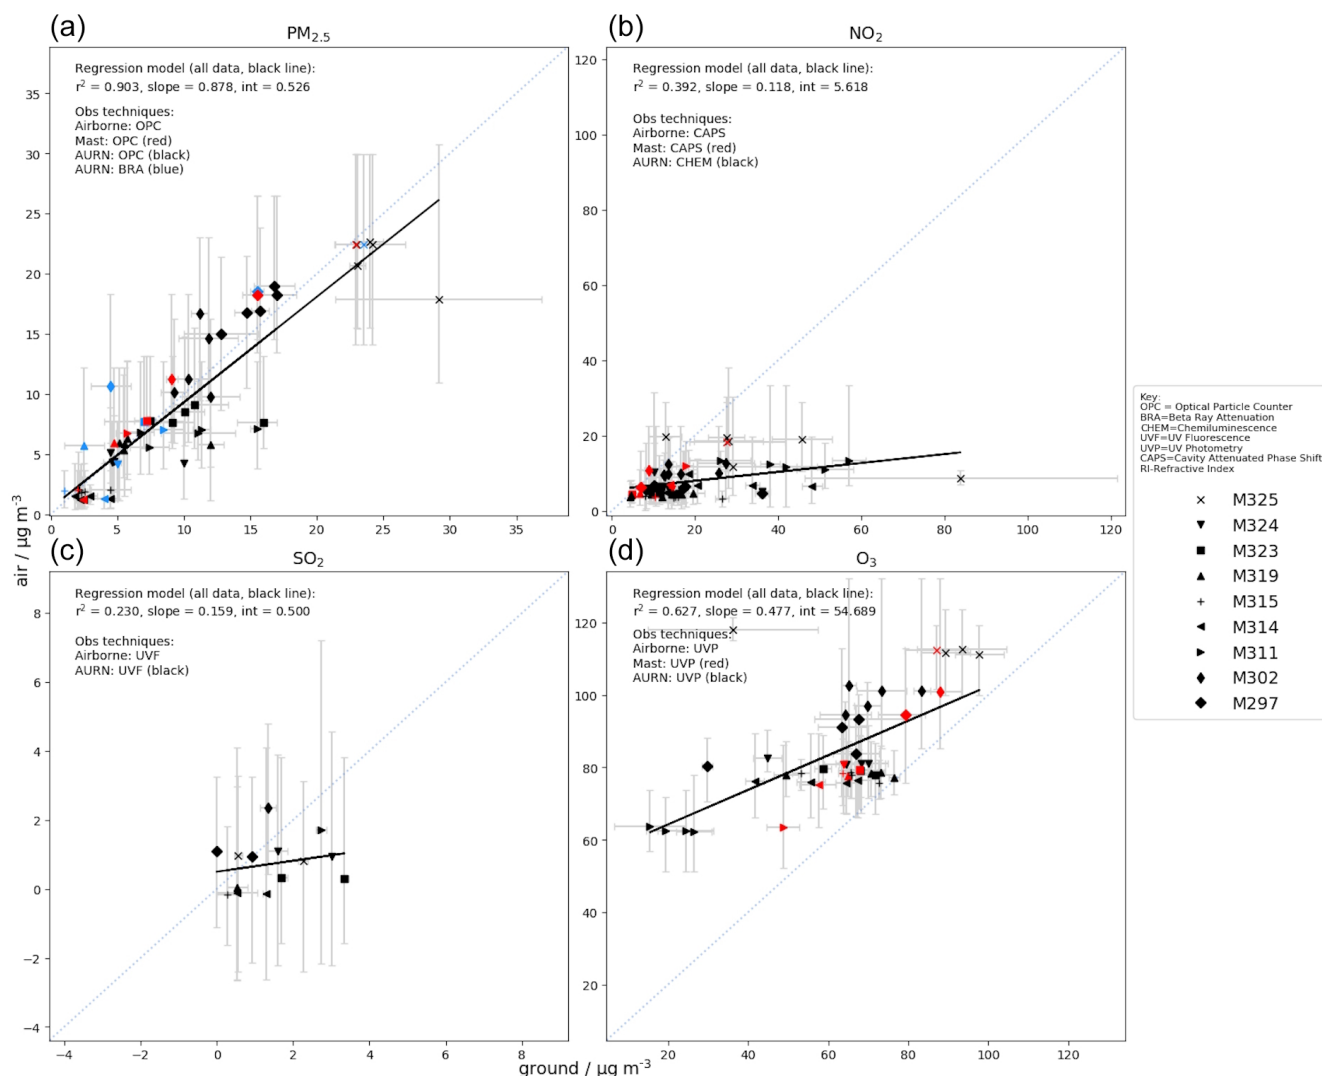 (a)
PM2.5
Regression model (all data, black line):
r2 = 0.903, slope = 0.878, int = 0.526
Obs techniques:
Airborne: OPC
Mast: OPC (red)
AURN: OPC (black)
AURN: BRA (blue)
35
30
25
20
15
10
5
0
0
5
10
15
20
25
30
35
(b)
NO2
Regression model (all data, black line):
r2 = 0.392, slope = 0.118, int = 5.618
Obs techniques:
Airborne: CAPS
Mast: CAPS (red)
AURN: CHEM (black)
120
100
80
60
40
20
0
0
20
40
60
80
100
120
(c)
SO2
Regression model (all data, black line):
r2 = 0.230, slope = 0.159, int = 0.500
Obs techniques:
Airborne: UVF
AURN: UVF (black)
8
6
4
2
0
−2
−4
−4
−2
0
2
4
6
8
(d)
O3
Regression model (all data, black line):
r2 = 0.627, slope = 0.477, int = 54.689
Obs techniques:
Airborne: UVP
Mast: UVP (red)
AURN: UVP (black)
120
100
80
60
40
20
20
40
60
80
100
120
air / µg m-3
ground / µg m-3
Key:
OPC = Optical Particle Counter
BRA=Beta Ray Attenuation
CHEM=Chemiluminescence
UVF=UV Fluorescence
UVP=UV Photometry
CAPS=Cavity Attenuated Phase Shift
RI-Refractive Index
M325
M324
M323
M319
M315
M314
M311
M302
M297